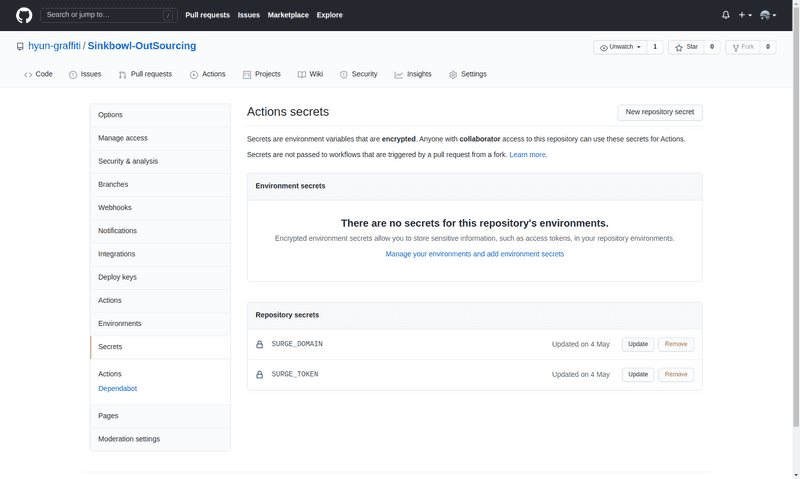 Search or jump to…
/
Pull requests
Issues
Marketplace
Explore
hyun-graffiti / Sinkbowl-OutSourcing
Unwatch
1
Star
0
Fork
0
Code
Issues
Pull requests
Actions
Projects
Wiki
Security
Insights
Settings
Options
Manage access
Security & analysis
Branches
Webhooks
Notifications
Integrations
Deploy keys
Actions
Environments
Secrets
Actions
Dependabot
Pages
Moderation settings
Actions secrets
New repository secret
Secrets are environment variables that are encrypted. Anyone with collaborator access to this repository can use these secrets for Actions.
Secrets are not passed to workflows that are triggered by a pull request from a fork. Learn more.
Environment secrets
There are no secrets for this repository's environments.
Encrypted environment secrets allow you to store sensitive information, such as access tokens, in your repository environments.
Manage your environments and add environment secrets
Repository secrets
SURGE_DOMAIN
Updated on 4 May
Update
Remove
SURGE_TOKEN
Updated on 4 May
Update
Remove